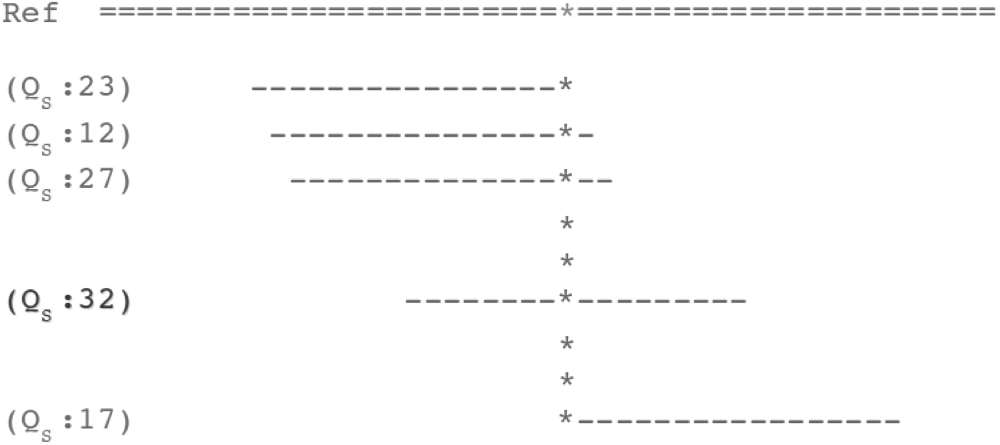 Ref ========================*======================
(Qs:23) ----------------*
(Qs:12) ---------------*-
(Qs:27) --------------*--
*
*
(Qs:32) --------*---------
*
*
(Qs:17) *-----------------